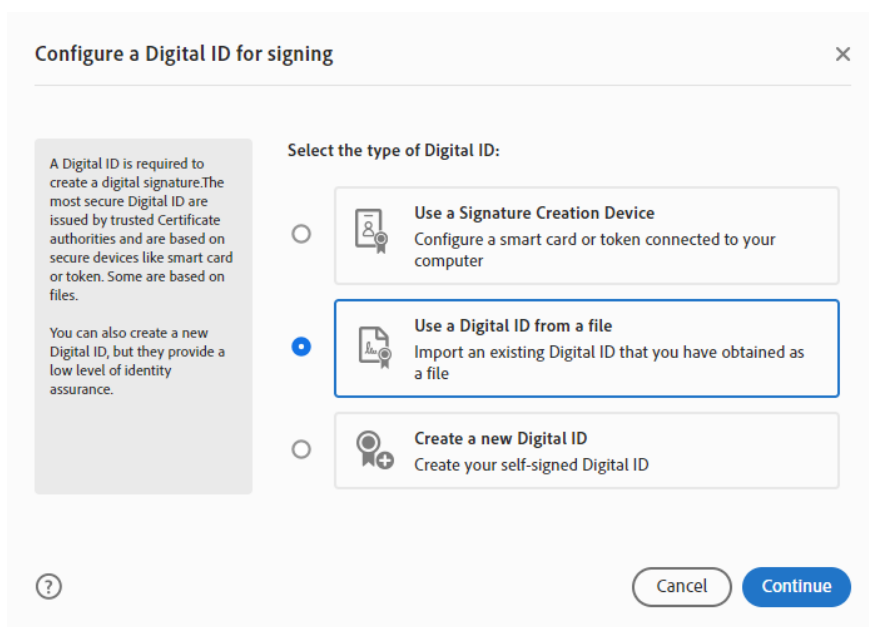 Configure a Digital ID for signing
A Digital ID is required to
create a digital signature.The
most secure Digital ID are
issued by trusted Certificate
authorities and are based on
secure devices like smart card
or token. Some are based on
files.
You can also create a new
Digital ID, but they provide a
low level of identity
assurance.
Select the type of Digital ID:
Use a Signature Creation Device
Configure a smart card or token connected to your
computer
Use a Digital ID from a file
Import an existing Digital ID that you have obtained as
a file
Create a new Digital ID
Create your self-signed Digital ID
?
Cancel
Continue